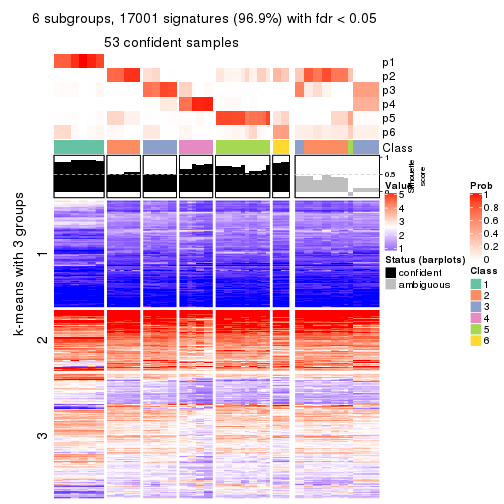 6 subgroups, 17001 signatures (96.9%) with fdr < 0.05
53 confident samples
p1
p2
p3
p4
p5
p6
Class
1
0.5
0
Silhouette
score
k-means with 3 groups
1
2
3
Value
5
4
3
2
1
Status (barplots)
confident
ambiguous
Prob
1
0.8
0.6
0.4
0.2
0
Class
1
2
3
4
5
6